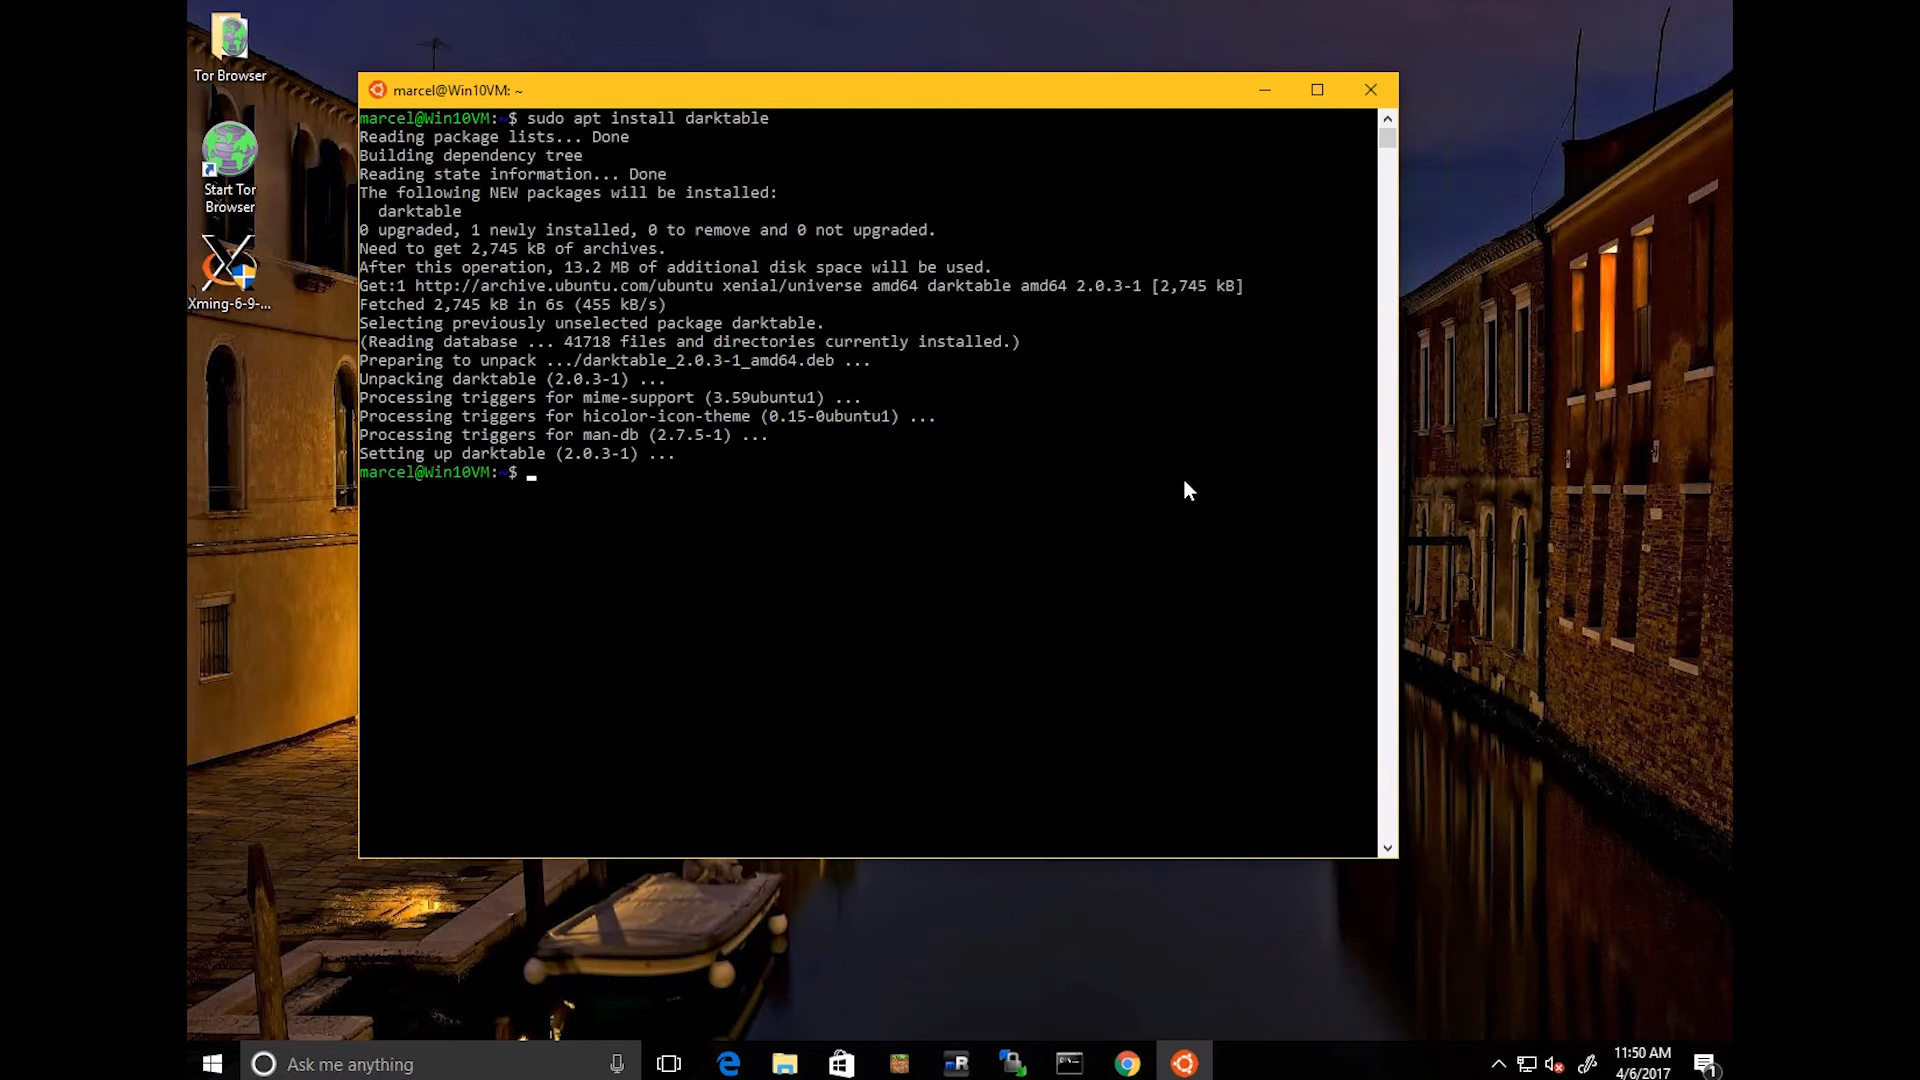 Tor Browser
Start Tor
Browser
Xming-6-9-...
marcel@Win10VM: ~
marcel@Win10VM:~$ sudo apt install darktable
Reading package lists... Done
Building dependency tree
Reading state information... Done
The following NEW packages will be installed:
  darktable
0 upgraded, 1 newly installed, 0 to remove and 0 not upgraded.
Need to get 2,745 kB of archives.
After this operation, 13.2 MB of additional disk space will be used.
Get:1 http://archive.ubuntu.com/ubuntu xenial/universe amd64 darktable amd64 2.0.3-1 [2,745 kB]
Fetched 2,745 kB in 6s (455 kB/s)
Selecting previously unselected package darktable.
(Reading database ... 41718 files and directories currently installed.)
Preparing to unpack .../darktable_2.0.3-1_amd64.deb ...
Unpacking darktable (2.0.3-1) ...
Processing triggers for mime-support (3.59ubuntu1) ...
Processing triggers for hicolor-icon-theme (0.15-0ubuntu1) ...
Processing triggers for man-db (2.7.5-1) ...
Setting up darktable (2.0.3-1) ...
marcel@Win10VM:~$
Ask me anything
mR
11:50 AM
4/6/2017
1